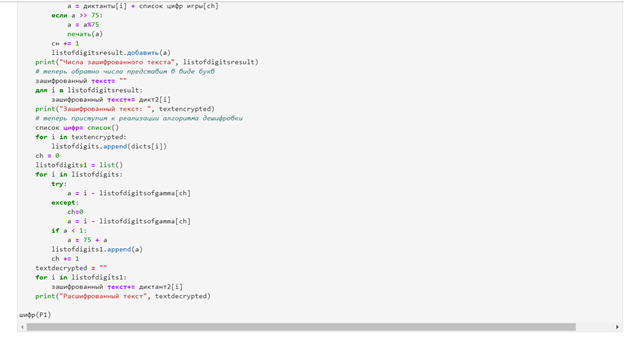 a = диктанты[i] + список цифр игры[ch]
если a >> 75:
a = a%75
печать(a)
сн += 1
listofdigitsresult.добавить(a)
print("Числа зашифрованного текста", listofdigitsresult)
# теперь обратно числа представим в виде букв
зашифрованный текст= ""
для i в listofdigitsresult:
зашифрованный текст+= дикт2[i]
print("Зашифрованный текст: ", textencrypted)
# теперь приступим к реализации алгоритма дешифровки
список цифр= список()
for i in textencrypted:
listofdigits.append(dicts[i])
ch = 0
listofdigits1 = list()
for i in listofdigits:
try:
a = i - listofdigitsofgamma[ch]
except:
ch=0
a = i - listofdigitsofgamma[ch]
if a < 1:
a = 75 + a
listofdigits1.append(a)
ch += 1
textdecrypted = ""
for i in listofdigits1:
зашифрованный текст+= диктант2[i]
print("Расшифрованный текст", textdecrypted)
шифр(P1)